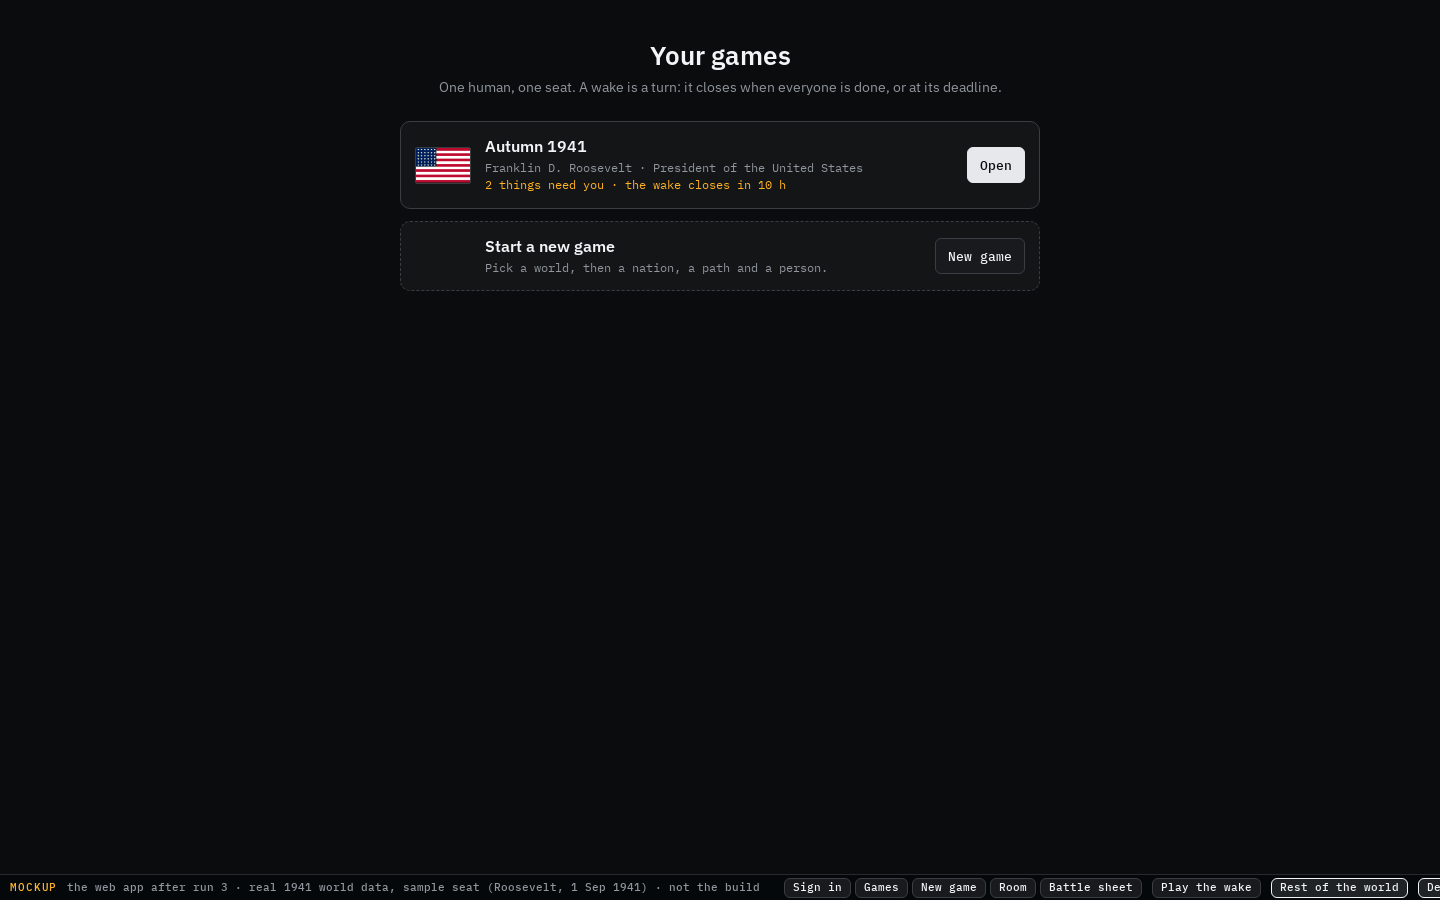 Your games
One human, one seat. A wake is a turn: it closes when everyone is done, or at its deadline.
Autumn 1941
Franklin D. Roosevelt · President of the United States
2 things need you · the wake closes in 10 h
Open
Start a new game
Pick a world, then a nation, a path and a person.
New game
MOCKUP the web app after run 3 · real 1941 world data, sample seat (Roosevelt, 1 Sep 1941) · not the build Sign in Games New game Room Battle sheet Play the wake Rest of the world